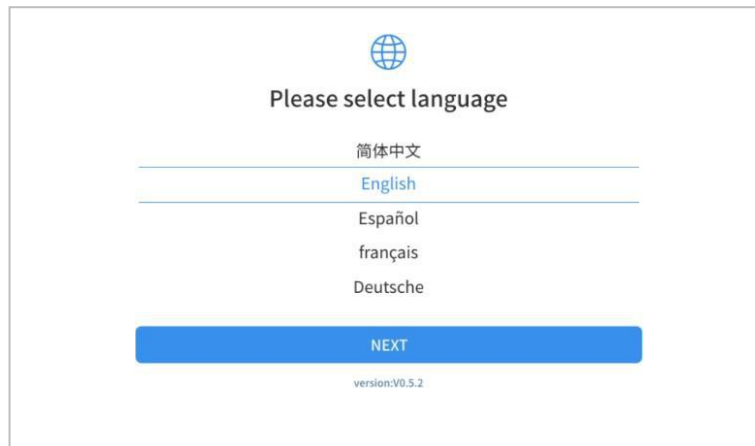 Please select language
简体中文
English
Español
français
Deutsche
NEXT
version:V0.5.2